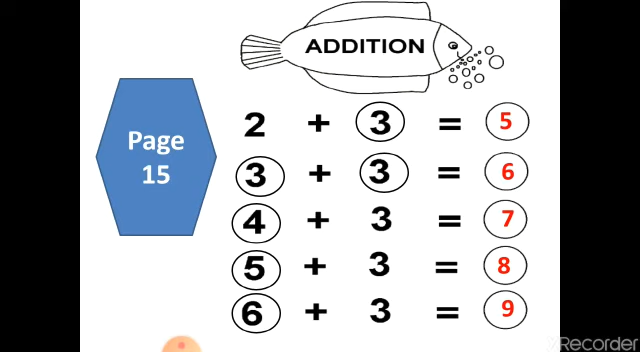 ADDITION
Page
15
2 + 3 = 5
3 + 3 = 6
4 + 3 = 7
5 + 3 = 8
6 + 3 = 9
Recorder